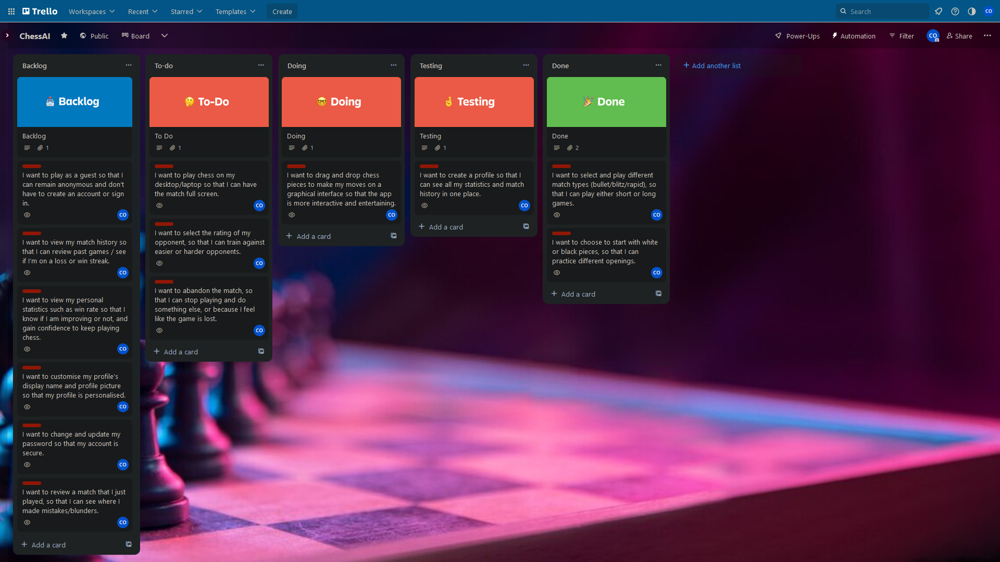 Trello
Workspaces
Recent
Starred
Templates
Create
Search
CO
ChessAI
Public
Board
Power-Ups
Automation
Filter
CO
Share
Backlog
Backlog
Backlog
1
I want to play as a guest so that I
can remain anonymous and don't
have to create an account or sign
in.
CO
I want to view my match history so
that I can review past games / see
if I'm on a loss or win streak.
CO
I want to view my personal
statistics such as win rate so that I
know if I am improving or not, and
gain confidence to keep playing
chess.
CO
I want to customise my profile's
display name and profile picture
so that my profile is personalised.
CO
I want to change and update my
password so that my account is
secure.
CO
I want to review a match that I just
played, so that I can see where I
made mistakes/blunders.
CO
Add a card
To-do
To-Do
To Do
1
I want to play chess on my
desktop/laptop so that I can have
the match full screen.
CO
I want to select the rating of my
opponent, so that I can train against
easier or harder opponents.
CO
I want to abandon the match, so
that I can stop playing and do
something else, or because I feel
like the game is lost.
CO
Add a card
Doing
Doing
Doing
1
I want to drag and drop chess
pieces to make my moves on a
graphical interface so that the app
is more interactive and entertaining.
CO
Add a card
Testing
Testing
Testing
1
I want to create a profile so that I
can see all my statistics and match
history in one place.
CO
Add a card
Done
Done
Done
2
I want to select and play different
match types (bullet/blitz/rapid), so
that I can play either short or long
games.
CO
I want to choose to start with white
or black pieces, so that I can
practice different openings.
CO
Add a card
Add another list